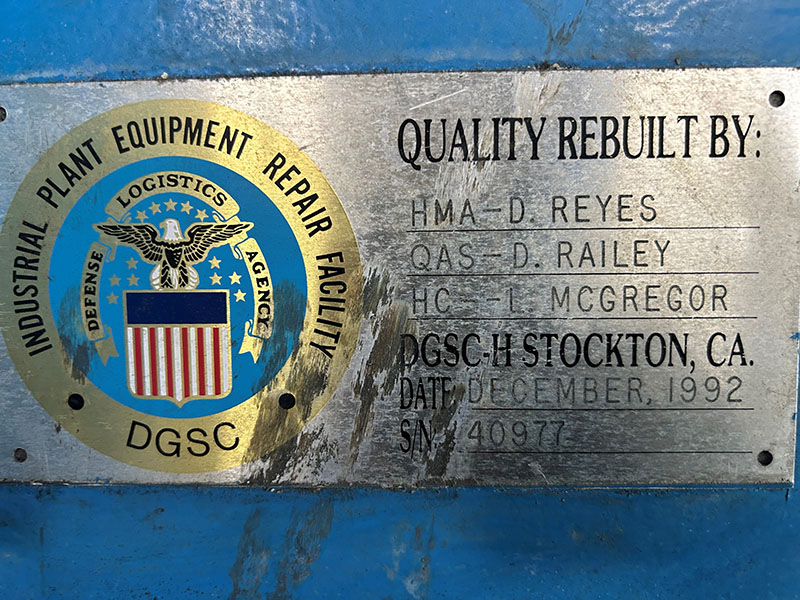 INDUSTRIAL PLANT EQUIPMENT REPAIR FACILITY
DEFENSE LOGISTICS AGENCY
DGSC
QUALITY REBUILT BY:
HMA-D. REYES
QAS-D. RAILEY
HC--L. MCGREGOR
DGSC-H STOCKTON, CA.
DATE DECEMBER, 1992
S/N 40977